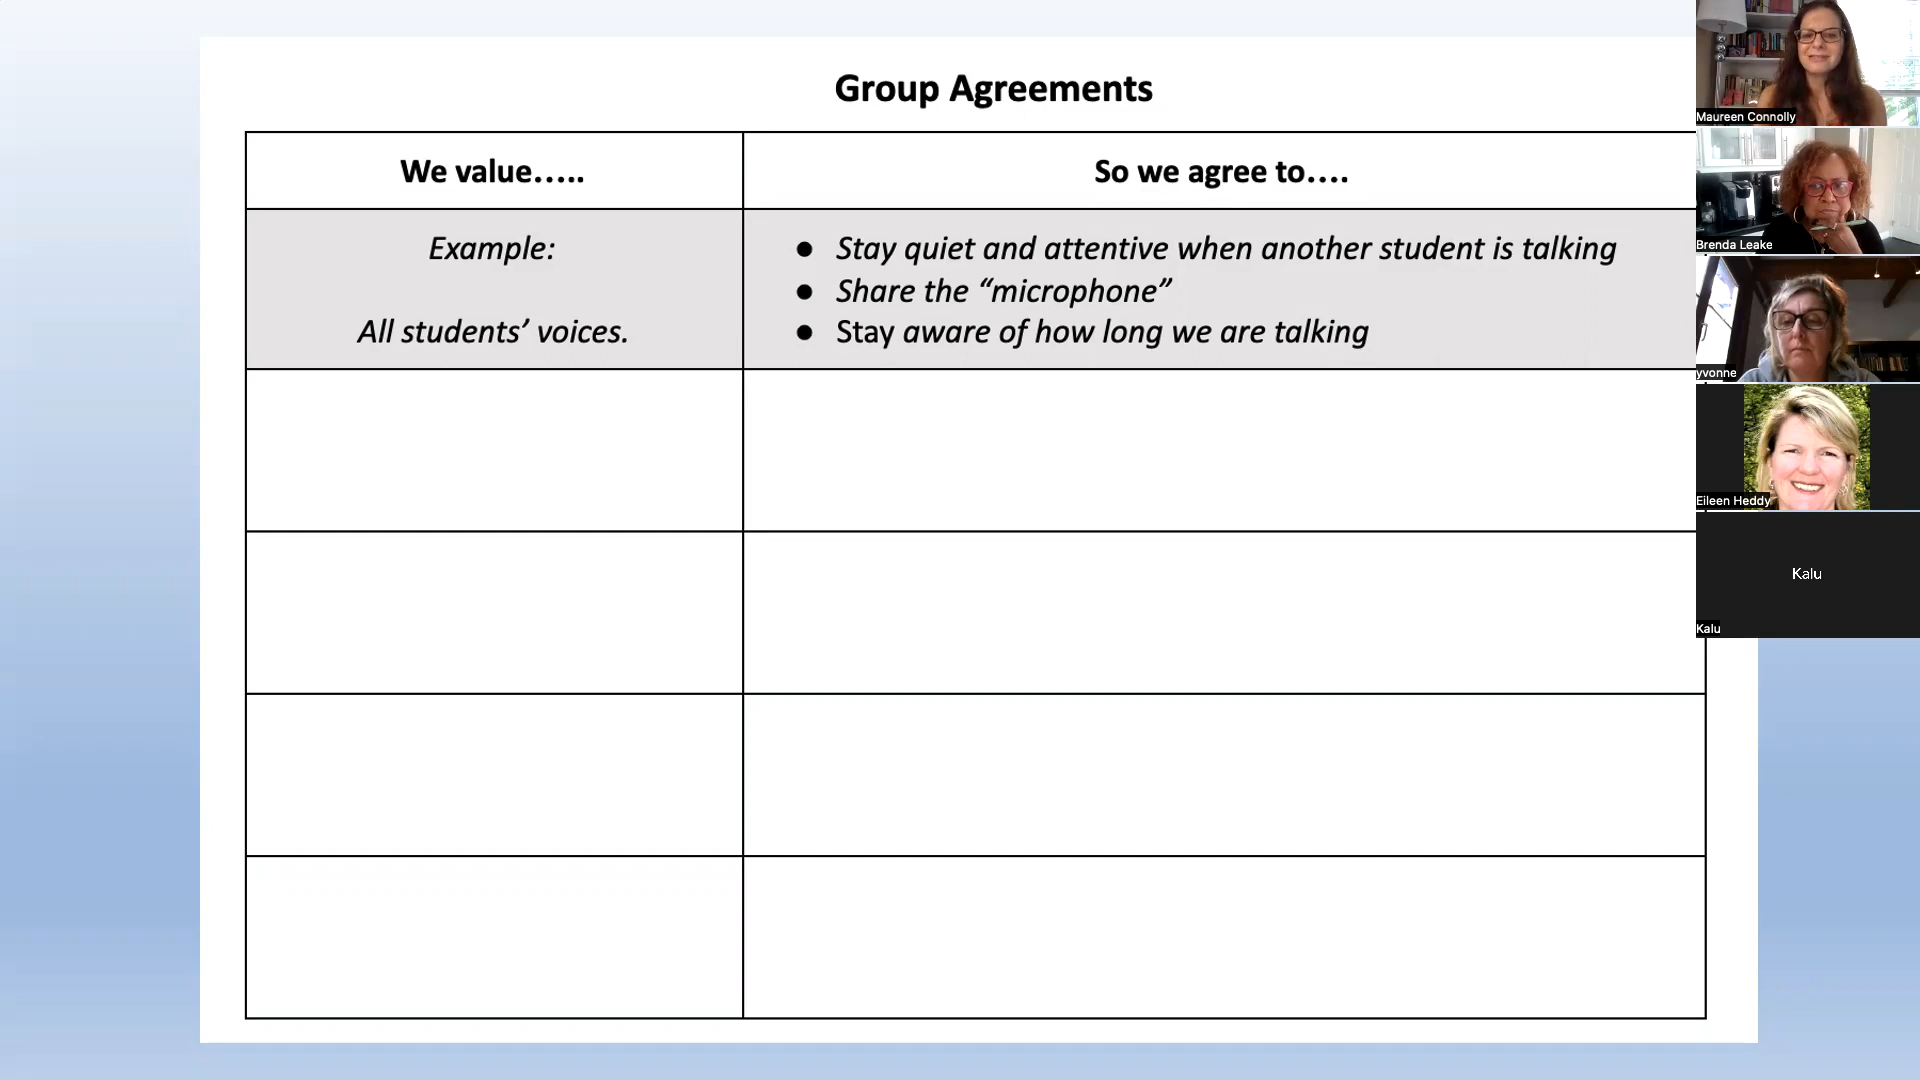 Group Agreements
We value.….
So we agree to….
Example:
All students’ voices.
● Stay quiet and attentive when another student is talking
● Share the “microphone”
● Stay aware of how long we are talking
Maureen Connolly
Brenda Leake
yvonne
Eileen Heddy
Kalu
Kalu